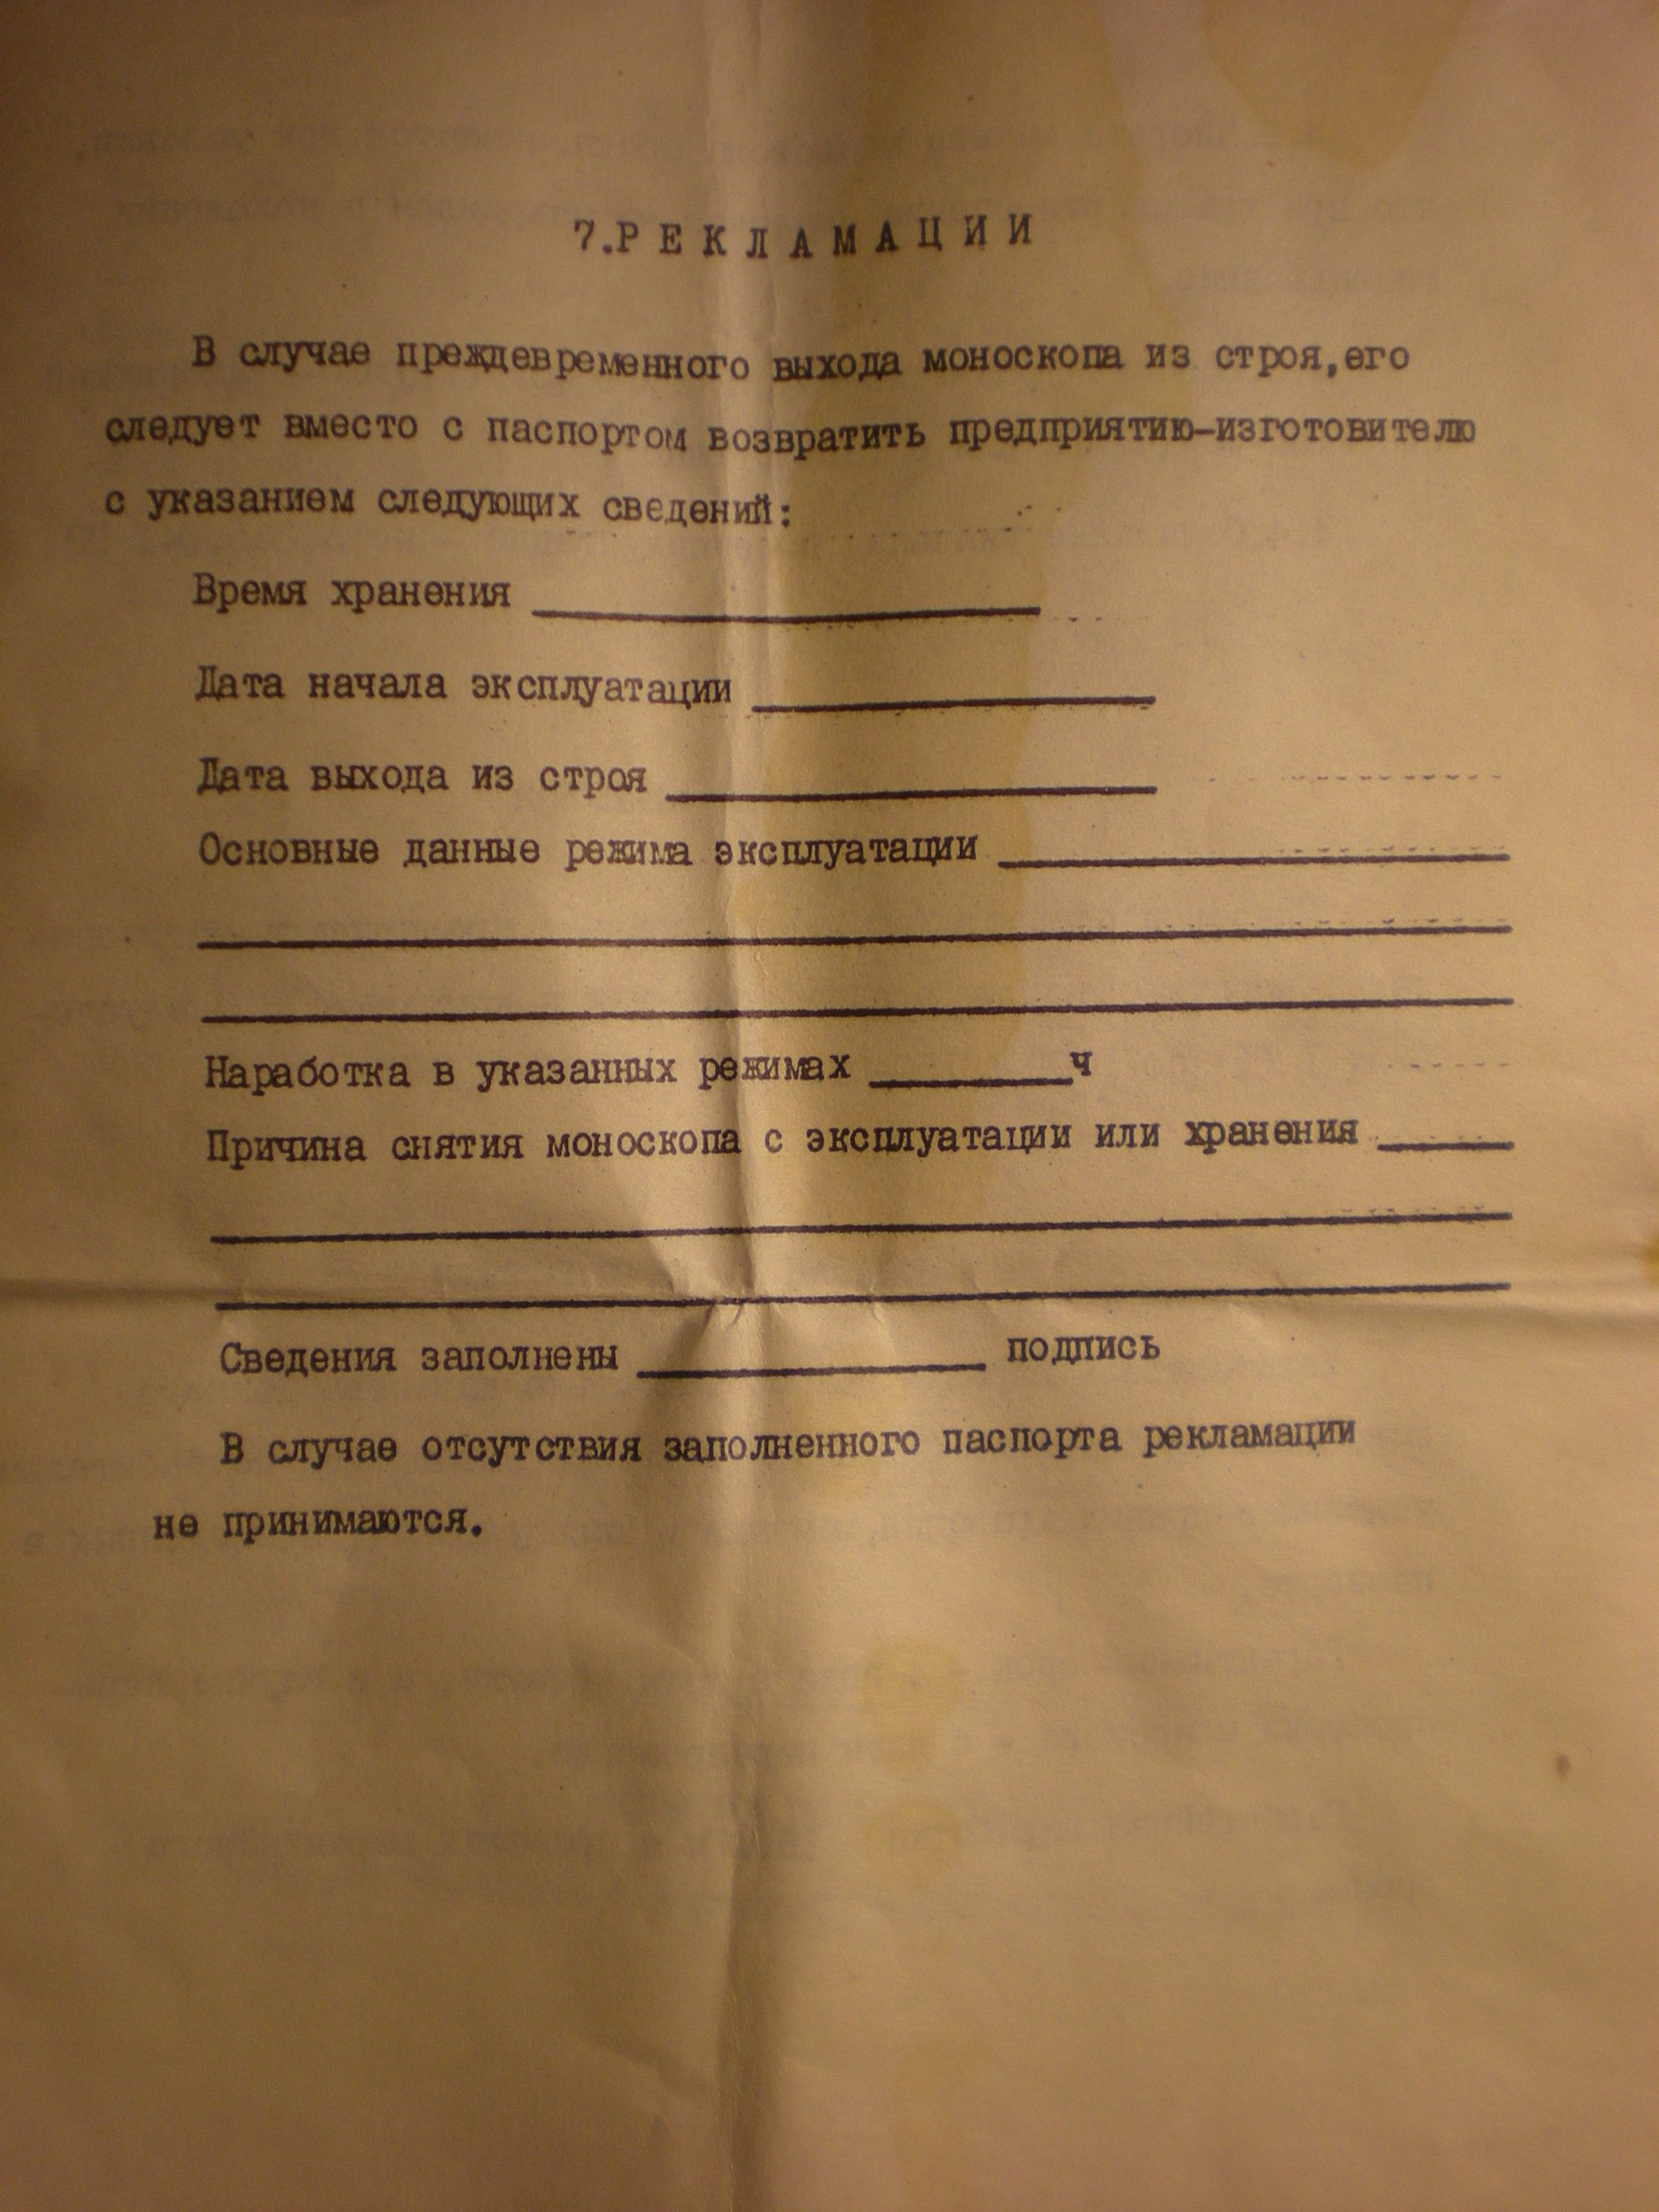 7.РЕКЛАМАЦИИ
В случае преждевременного выхода моноскопа из строя,его
следует вместо с паспортом возвратить предприятию-изготовителю
с указанием следующих сведений:
Время хранения
Дата начала эксплуатации
Дата выхода из строя
Основные данные режима эксплуатации
Наработка в указанных режимах ч
Причина снятия моноскопа с эксплуатации или хранения
Сведения заполнены подпись
В случае отсутствия заполненного паспорта рекламации
не принимаются.